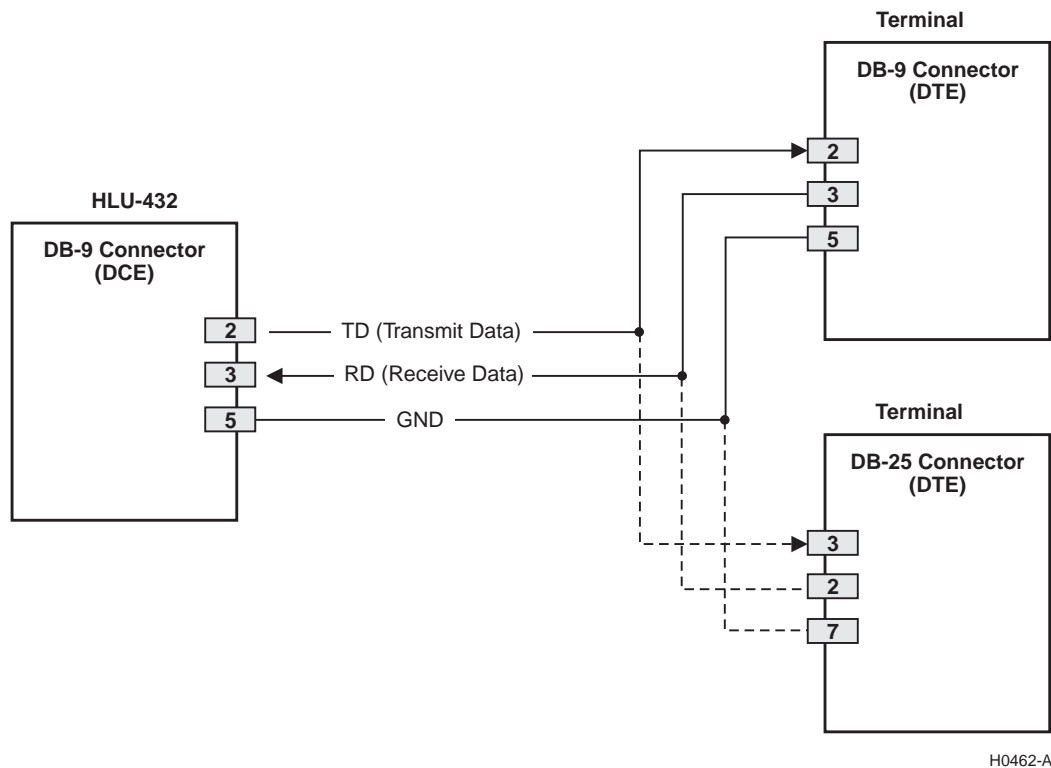 Terminal
DB-9 Connector
(DTE)
2
3
5
HLU-432
DB-9 Connector
(DCE)
2
TD (Transmit Data)
3
RD (Receive Data)
5
GND
Terminal
DB-25 Connector
(DTE)
3
2
7
H0462-A